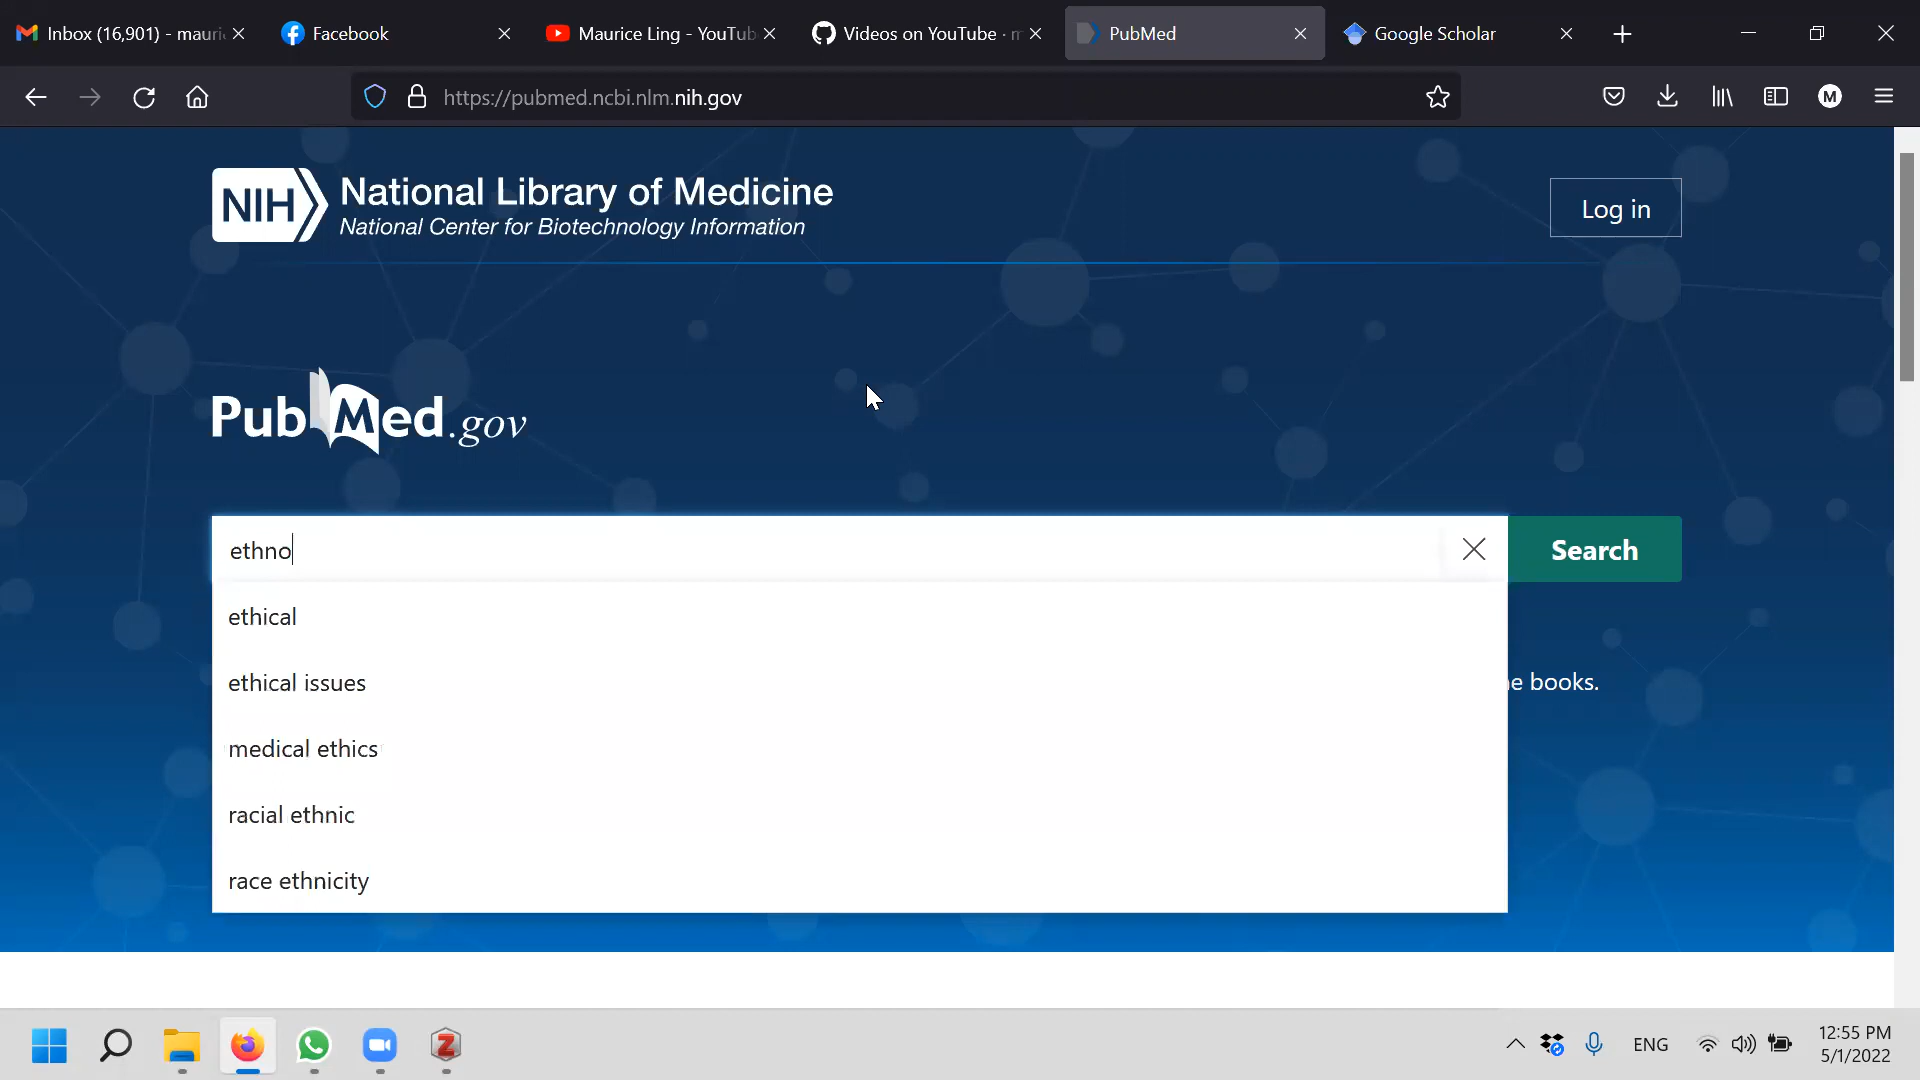 Inbox (16,901) - mauri
Facebook
Maurice Ling - YouTub
Videos on YouTube · m
PubMed
Google Scholar
https://pubmed.ncbi.nlm.nih.gov
M
NIH
National Library of Medicine
National Center for Biotechnology Information
Log in
PubMed.gov
ethno
Search
ethical
ethical issues
medical ethics
racial ethnic
race ethnicity
e books.
Z
ENG
12:55 PM
5/1/2022